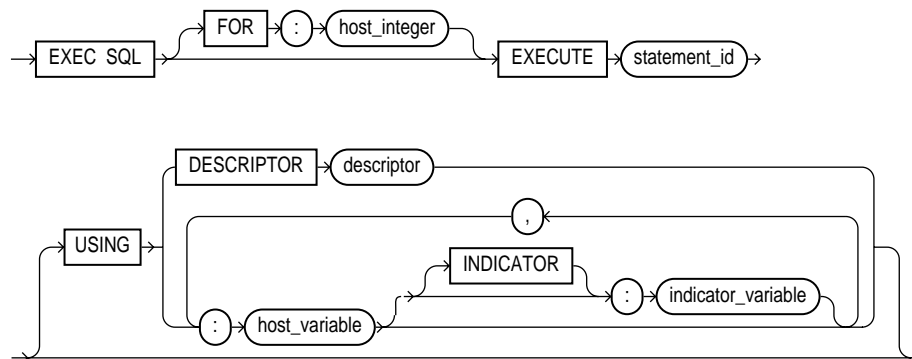 FOR : host_integer
EXEC SQL EXECUTE statement_id
DESCRIPTOR descriptor
,
USING INDICATOR
: indicator_variable
: host_variable